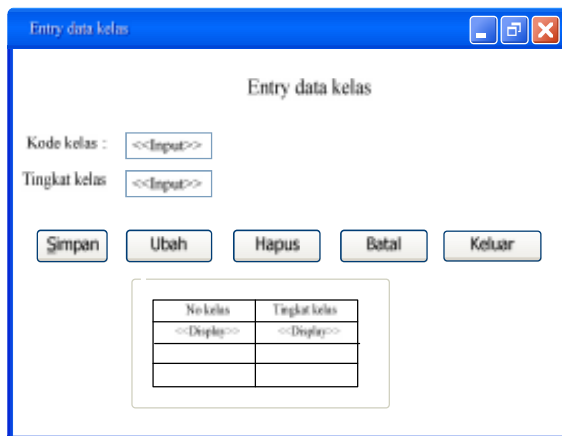 Entry data kelas
Entry data kelas
Kode kelas : <<Input>>
Tingkat kelas <<Input>>
Simpan Ubah Hapus Batal Keluar
No kelas Tingkat kelas
<<Display>> <<Display>>